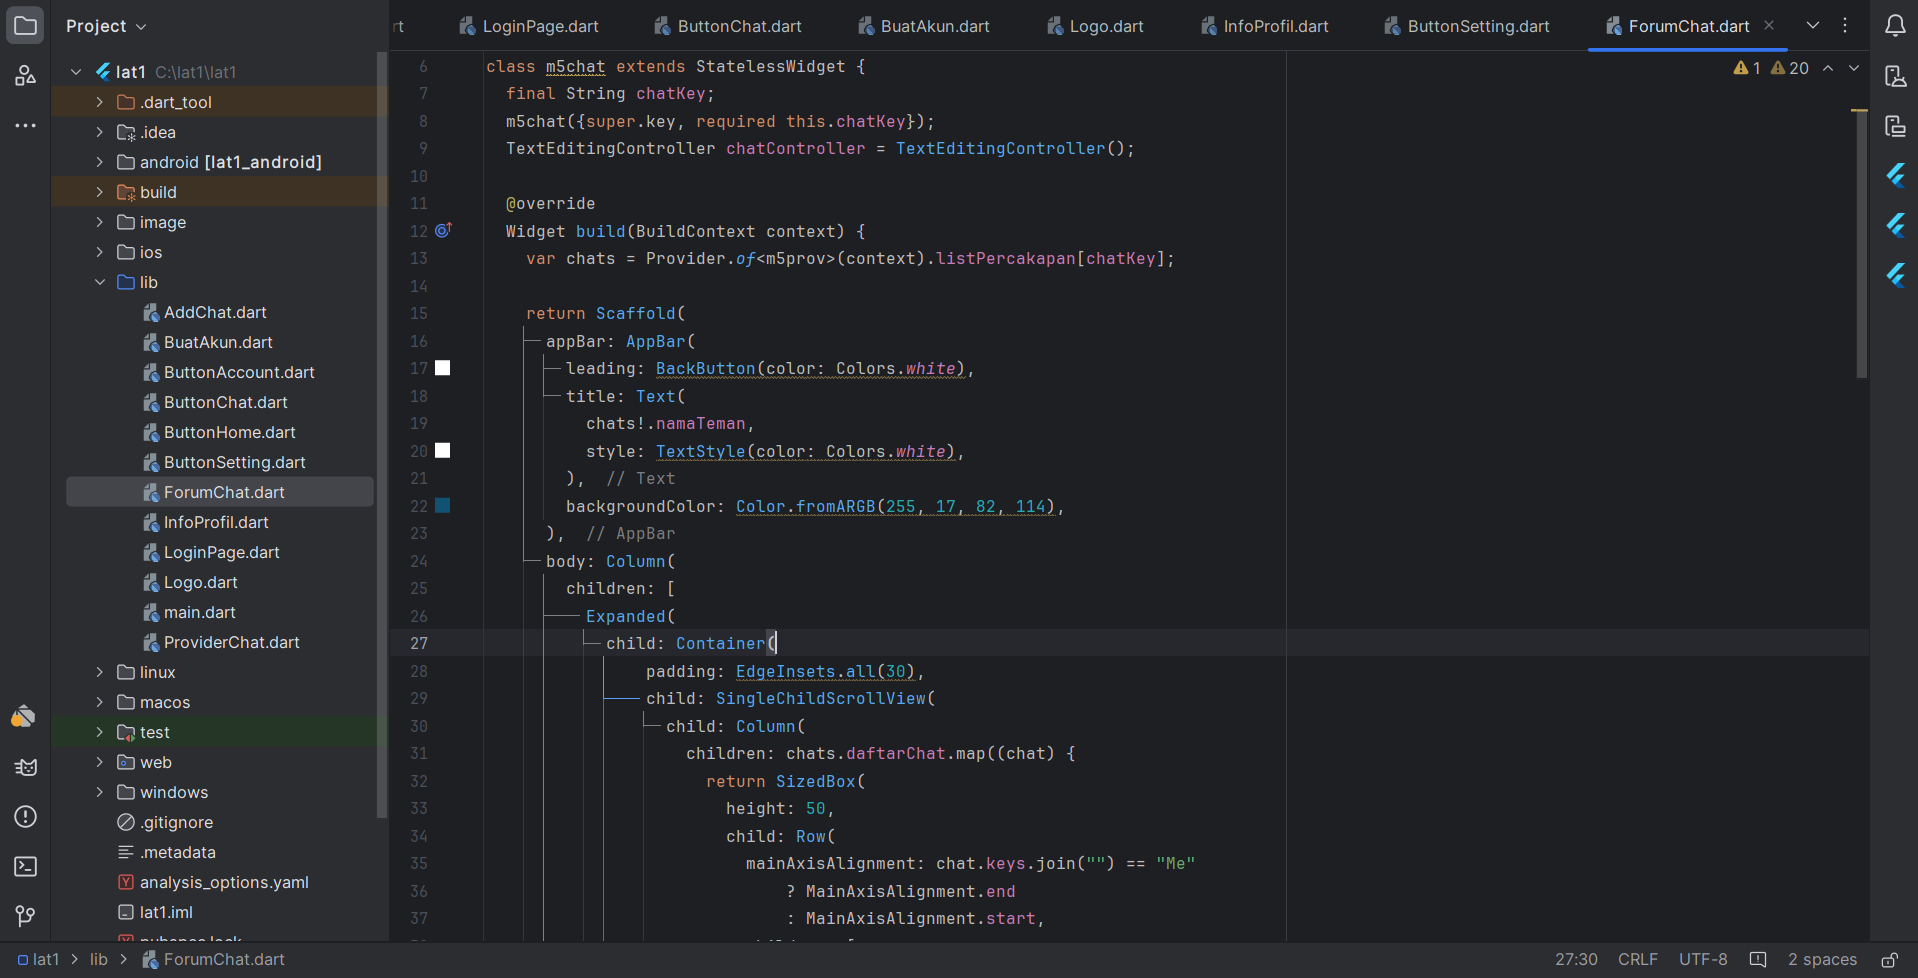 Project
rt
LoginPage.dart
ButtonChat.dart
BuatAkun.dart
Logo.dart
InfoProfil.dart
ButtonSetting.dart
ForumChat.dart
lat1 C:\lat1\lat1
.dart_tool
.idea
android [lat1_android]
build
image
ios
lib
AddChat.dart
BuatAkun.dart
ButtonAccount.dart
ButtonChat.dart
ButtonHome.dart
ButtonSetting.dart
ForumChat.dart
InfoProfil.dart
LoginPage.dart
Logo.dart
main.dart
ProviderChat.dart
linux
macos
test
web
windows
.gitignore
.metadata
analysis_options.yaml
lat1.iml
pubspec.lock
1 20
6 class m5chat extends StatelessWidget {
7 final String chatKey;
8 m5chat({super.key, required this.chatKey});
9 TextEditingController chatController = TextEditingController();
10
11 @override
12 Widget build(BuildContext context) {
13 var chats = Provider.of<m5prov>(context).listPercakapan[chatKey];
14
15 return Scaffold(
16 appBar: AppBar(
17 leading: BackButton(color: Colors.white),
18 title: Text(
19 chats!.namaTeman,
20 style: TextStyle(color: Colors.white),
21 ), // Text
22 backgroundColor: Color.fromARGB(255, 17, 82, 114),
23 ), // AppBar
24 body: Column(
25 children: [
26 Expanded(
27 child: Container(
28 padding: EdgeInsets.all(30),
29 child: SingleChildScrollView(
30 child: Column(
31 children: chats.daftarChat.map((chat) {
32 return SizedBox(
33 height: 50,
34 child: Row(
35 mainAxisAlignment: chat.keys.join("") == "Me"
36 ? MainAxisAlignment.end
37 : MainAxisAlignment.start,
lat1 > lib > ForumChat.dart
27:30 CRLF UTF-8 2 spaces